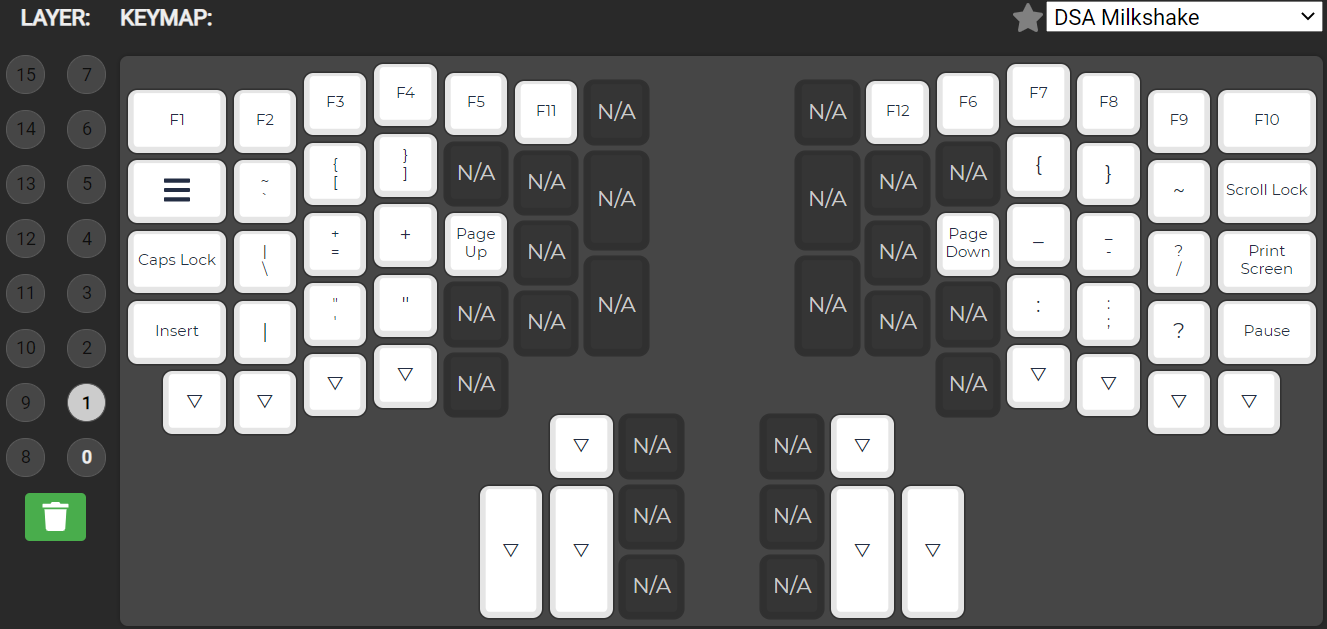 LAYER: KEYMAP: DSA Milkshake
15 7
14 6
13 5
12 4
11 3
10 2
9 1
8 0
F1 F2 F3 F4 F5 F11 N/A N/A F12 F6 F7 F8 F9 F10
~
`
{
[
}
]
N/A N/A N/A N/A N/A N/A { } ~ Scroll Lock
Caps Lock
|
\
+
=
+
Page
Up
N/A N/A
Page
Down
_
_
-
?
/
Print
Screen
Insert |
"
'
"
N/A N/A N/A N/A N/A N/A :
:
;
? Pause
▽ ▽ ▽ ▽ N/A N/A ▽ ▽ ▽ ▽
▽ N/A N/A ▽
▽ ▽ N/A N/A ▽ ▽
N/A N/A